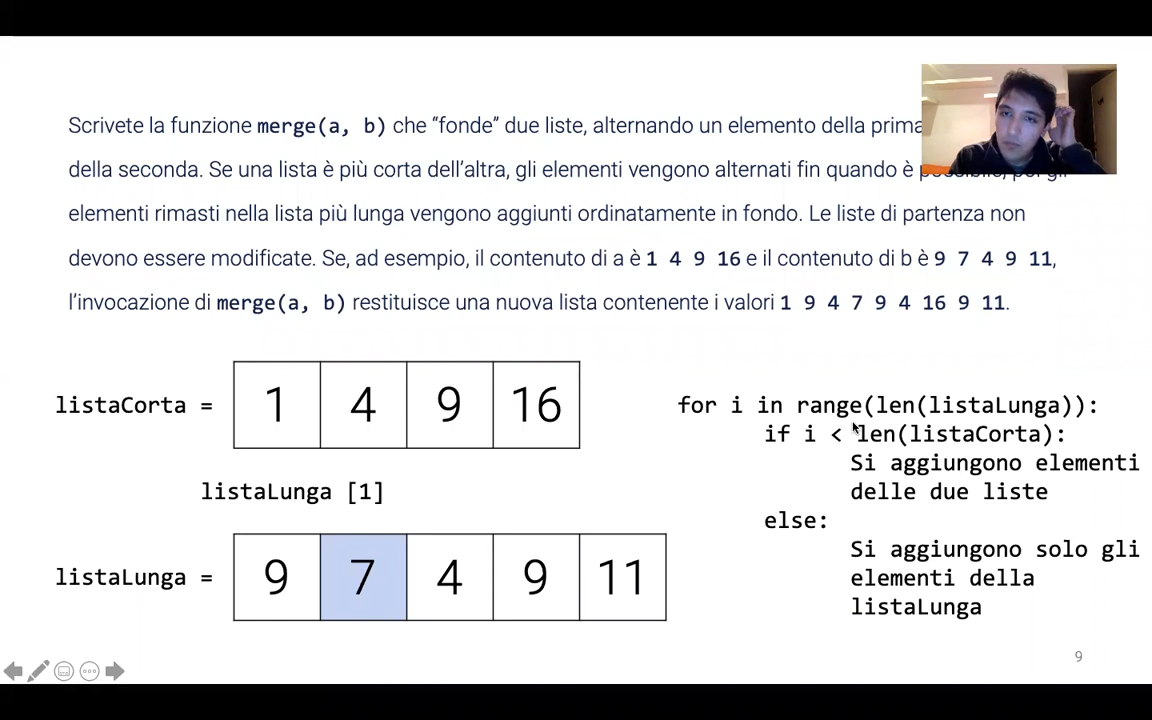 Scrivete la funzione merge(a, b) che “fonde” due liste, alternando un elemento della prima
della seconda. Se una lista è più corta dell’altra, gli elementi vengono alternati fin quando è
elementi rimasti nella lista più lunga vengono aggiunti ordinatamente in fondo. Le liste di partenza non
devono essere modificate. Se, ad esempio, il contenuto di a è 1 4 9 16 e il contenuto di b è 9 7 4 9 11,
l’invocazione di merge(a, b) restituisce una nuova lista contenente i valori 1 9 4 7 9 4 16 9 11.
listaCorta = 1 4 9 16
listaLunga [1]
listaLunga = 9 7 4 9 11
for i in range(len(listaLunga)):
if i < len(listaCorta):
Si aggiungono elementi
delle due liste
else:
Si aggiungono solo gli
elementi della
listaLunga
9